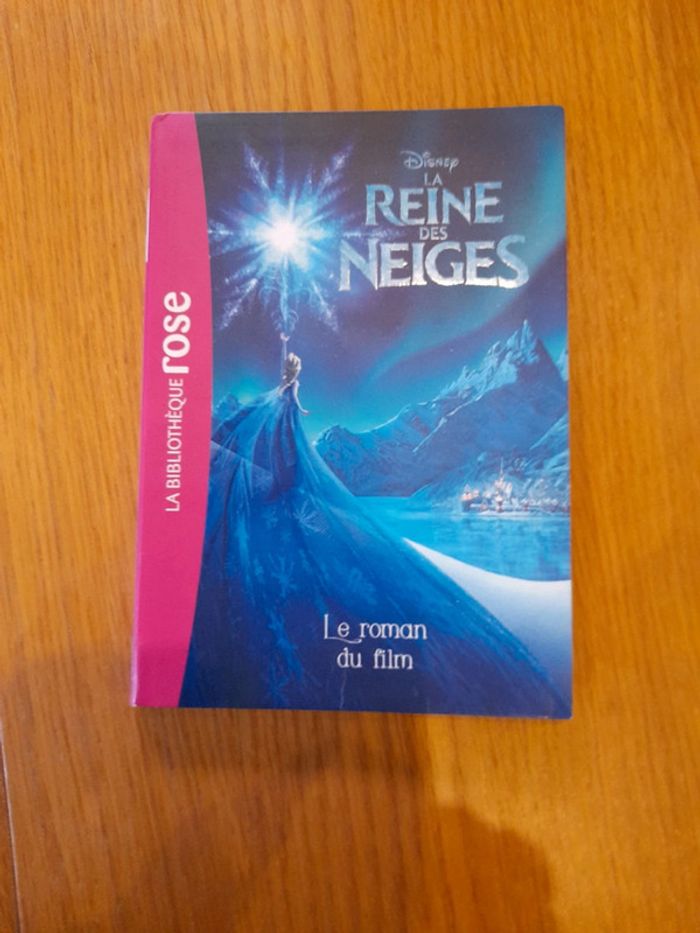 Disney
LA
REINE
DES
NEIGES
LA BIBLIOTHÈQUE rose
Le roman
du film